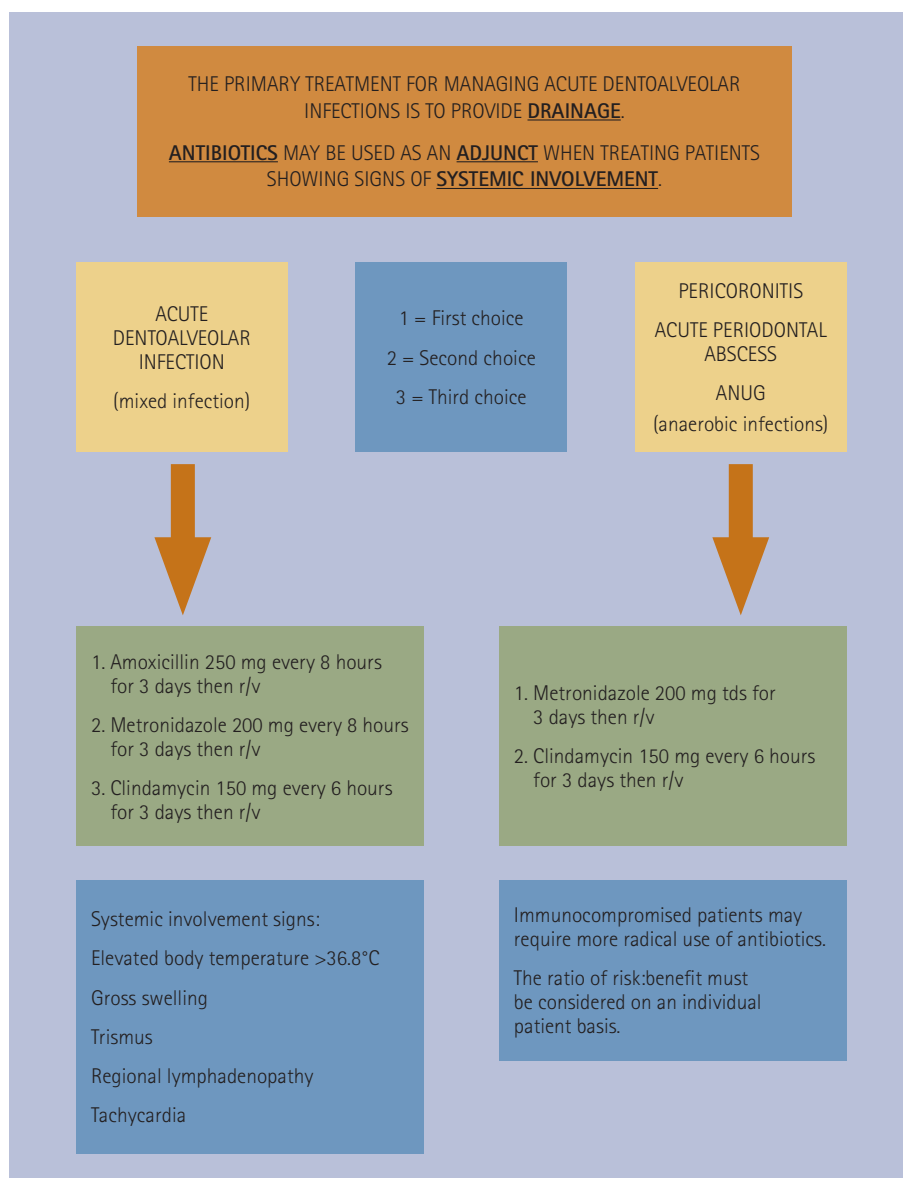 THE PRIMARY TREATMENT FOR MANAGING ACUTE DENTOALVEOLAR
INFECTIONS IS TO PROVIDE DRAINAGE.
ANTIBIOTICS MAY BE USED AS AN ADJUNCT WHEN TREATING PATIENTS
SHOWING SIGNS OF SYSTEMIC INVOLVEMENT.
ACUTE
DENTOALVEOLAR
INFECTION
(mixed infection)
1 = First choice
2 = Second choice
3 = Third choice
PERICORONITIS
ACUTE PERIODONTAL
ABSCESS
ANUG
(anaerobic infections)
1. Amoxicillin 250 mg every 8 hours
for 3 days then r/v
2. Metronidazole 200 mg every 8 hours
for 3 days then r/v
3. Clindamycin 150 mg every 6 hours
for 3 days then r/v
1. Metronidazole 200 mg tds for
3 days then r/v
2. Clindamycin 150 mg every 6 hours
for 3 days then r/v
Systemic involvement signs:
Elevated body temperature >36.8°C
Gross swelling
Trismus
Regional lymphadenopathy
Tachycardia
Immunocompromised patients may
require more radical use of antibiotics.
The ratio of risk:benefit must
be considered on an individual
patient basis.